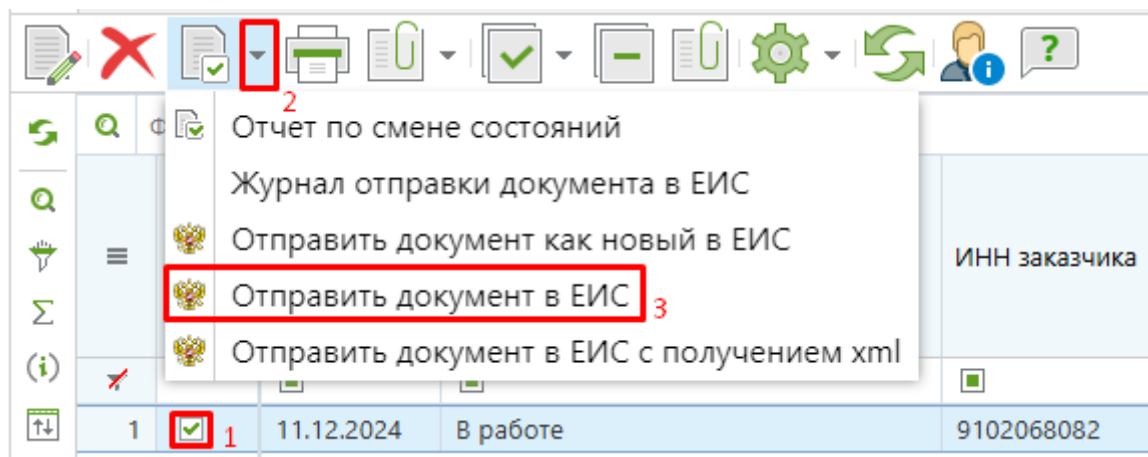 ?
2
Ф
Отчет по смене состояний
Журнал отправки документа в ЕИС
Отправить документ как новый в ЕИС
ИНН заказчика
Отправить документ в ЕИС 3
Отправить документ в ЕИС с получением xml
1 1 11.12.2024 В работе 9102068082